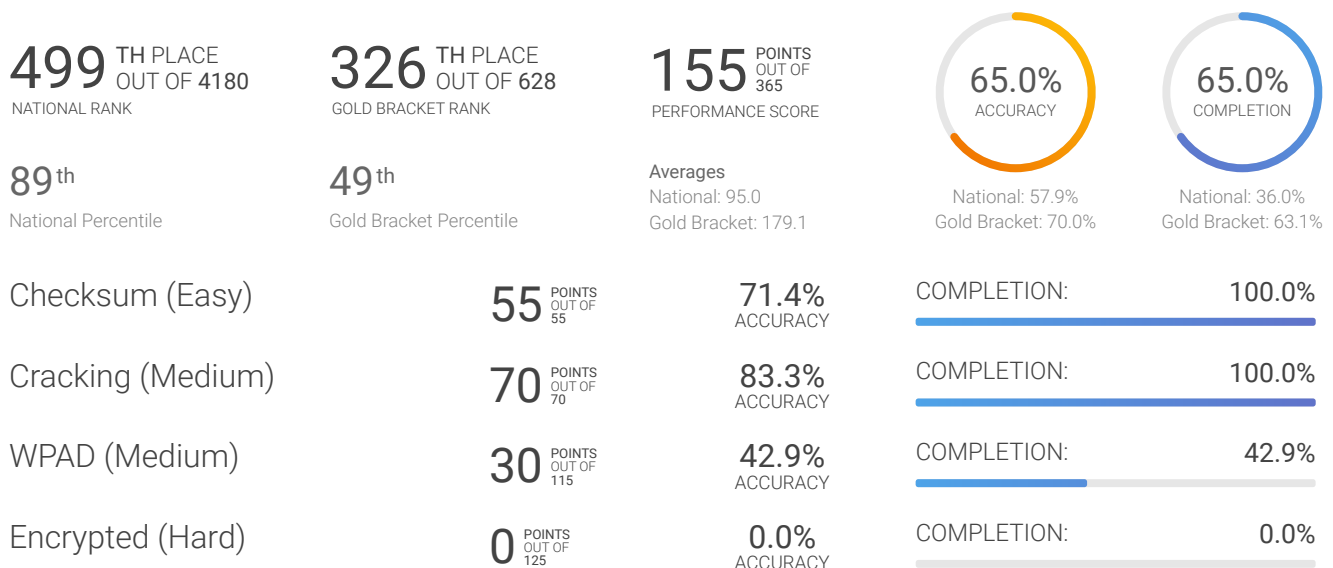 499 TH PLACE
OUT OF 4180
NATIONAL RANK
326 TH PLACE
OUT OF 628
GOLD BRACKET RANK
155 POINTS
OUT OF
365
PERFORMANCE SCORE
65.0%
ACCURACY
65.0%
COMPLETION
89th
National Percentile
49th
Gold Bracket Percentile
Averages
National: 95.0
Gold Bracket: 179.1
National: 57.9%
Gold Bracket: 70.0%
National: 36.0%
Gold Bracket: 63.1%
Checksum (Easy)
55 POINTS
OUT OF
55
71.4%
ACCURACY
COMPLETION: 100.0%
Cracking (Medium)
70 POINTS
OUT OF
70
83.3%
ACCURACY
COMPLETION: 100.0%
WPAD (Medium)
30 POINTS
OUT OF
115
42.9%
ACCURACY
COMPLETION: 42.9%
Encrypted (Hard)
0 POINTS
OUT OF
125
0.0%
ACCURACY
COMPLETION: 0.0%